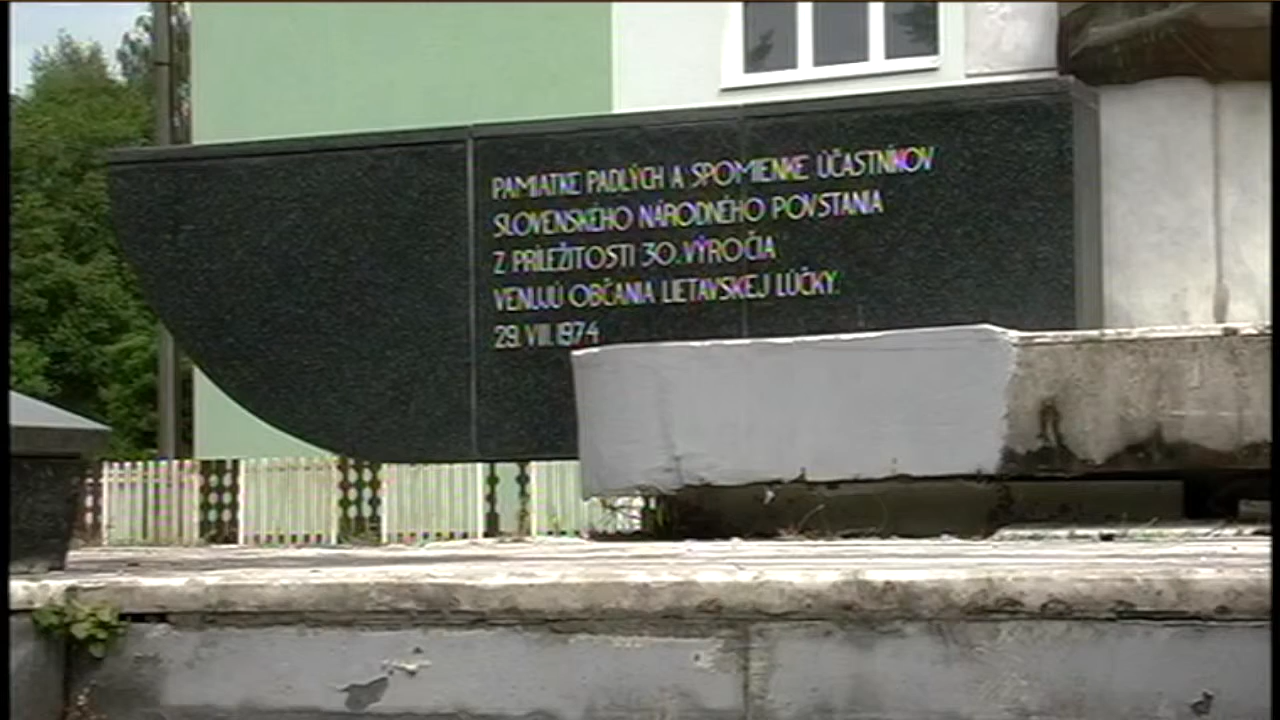 PAMIATKE PADLÝCH A SPOMIENKE ÚČASTNÍKOV
SLOVENSKÉHO NÁRODNÉHO POVSTANIA
Z PRÍLEŽITOSTI 30. VÝROČIA
VENUJÚ OBČANIA LIETAVSKEJ LÚČKY.
29. VIII. 1974